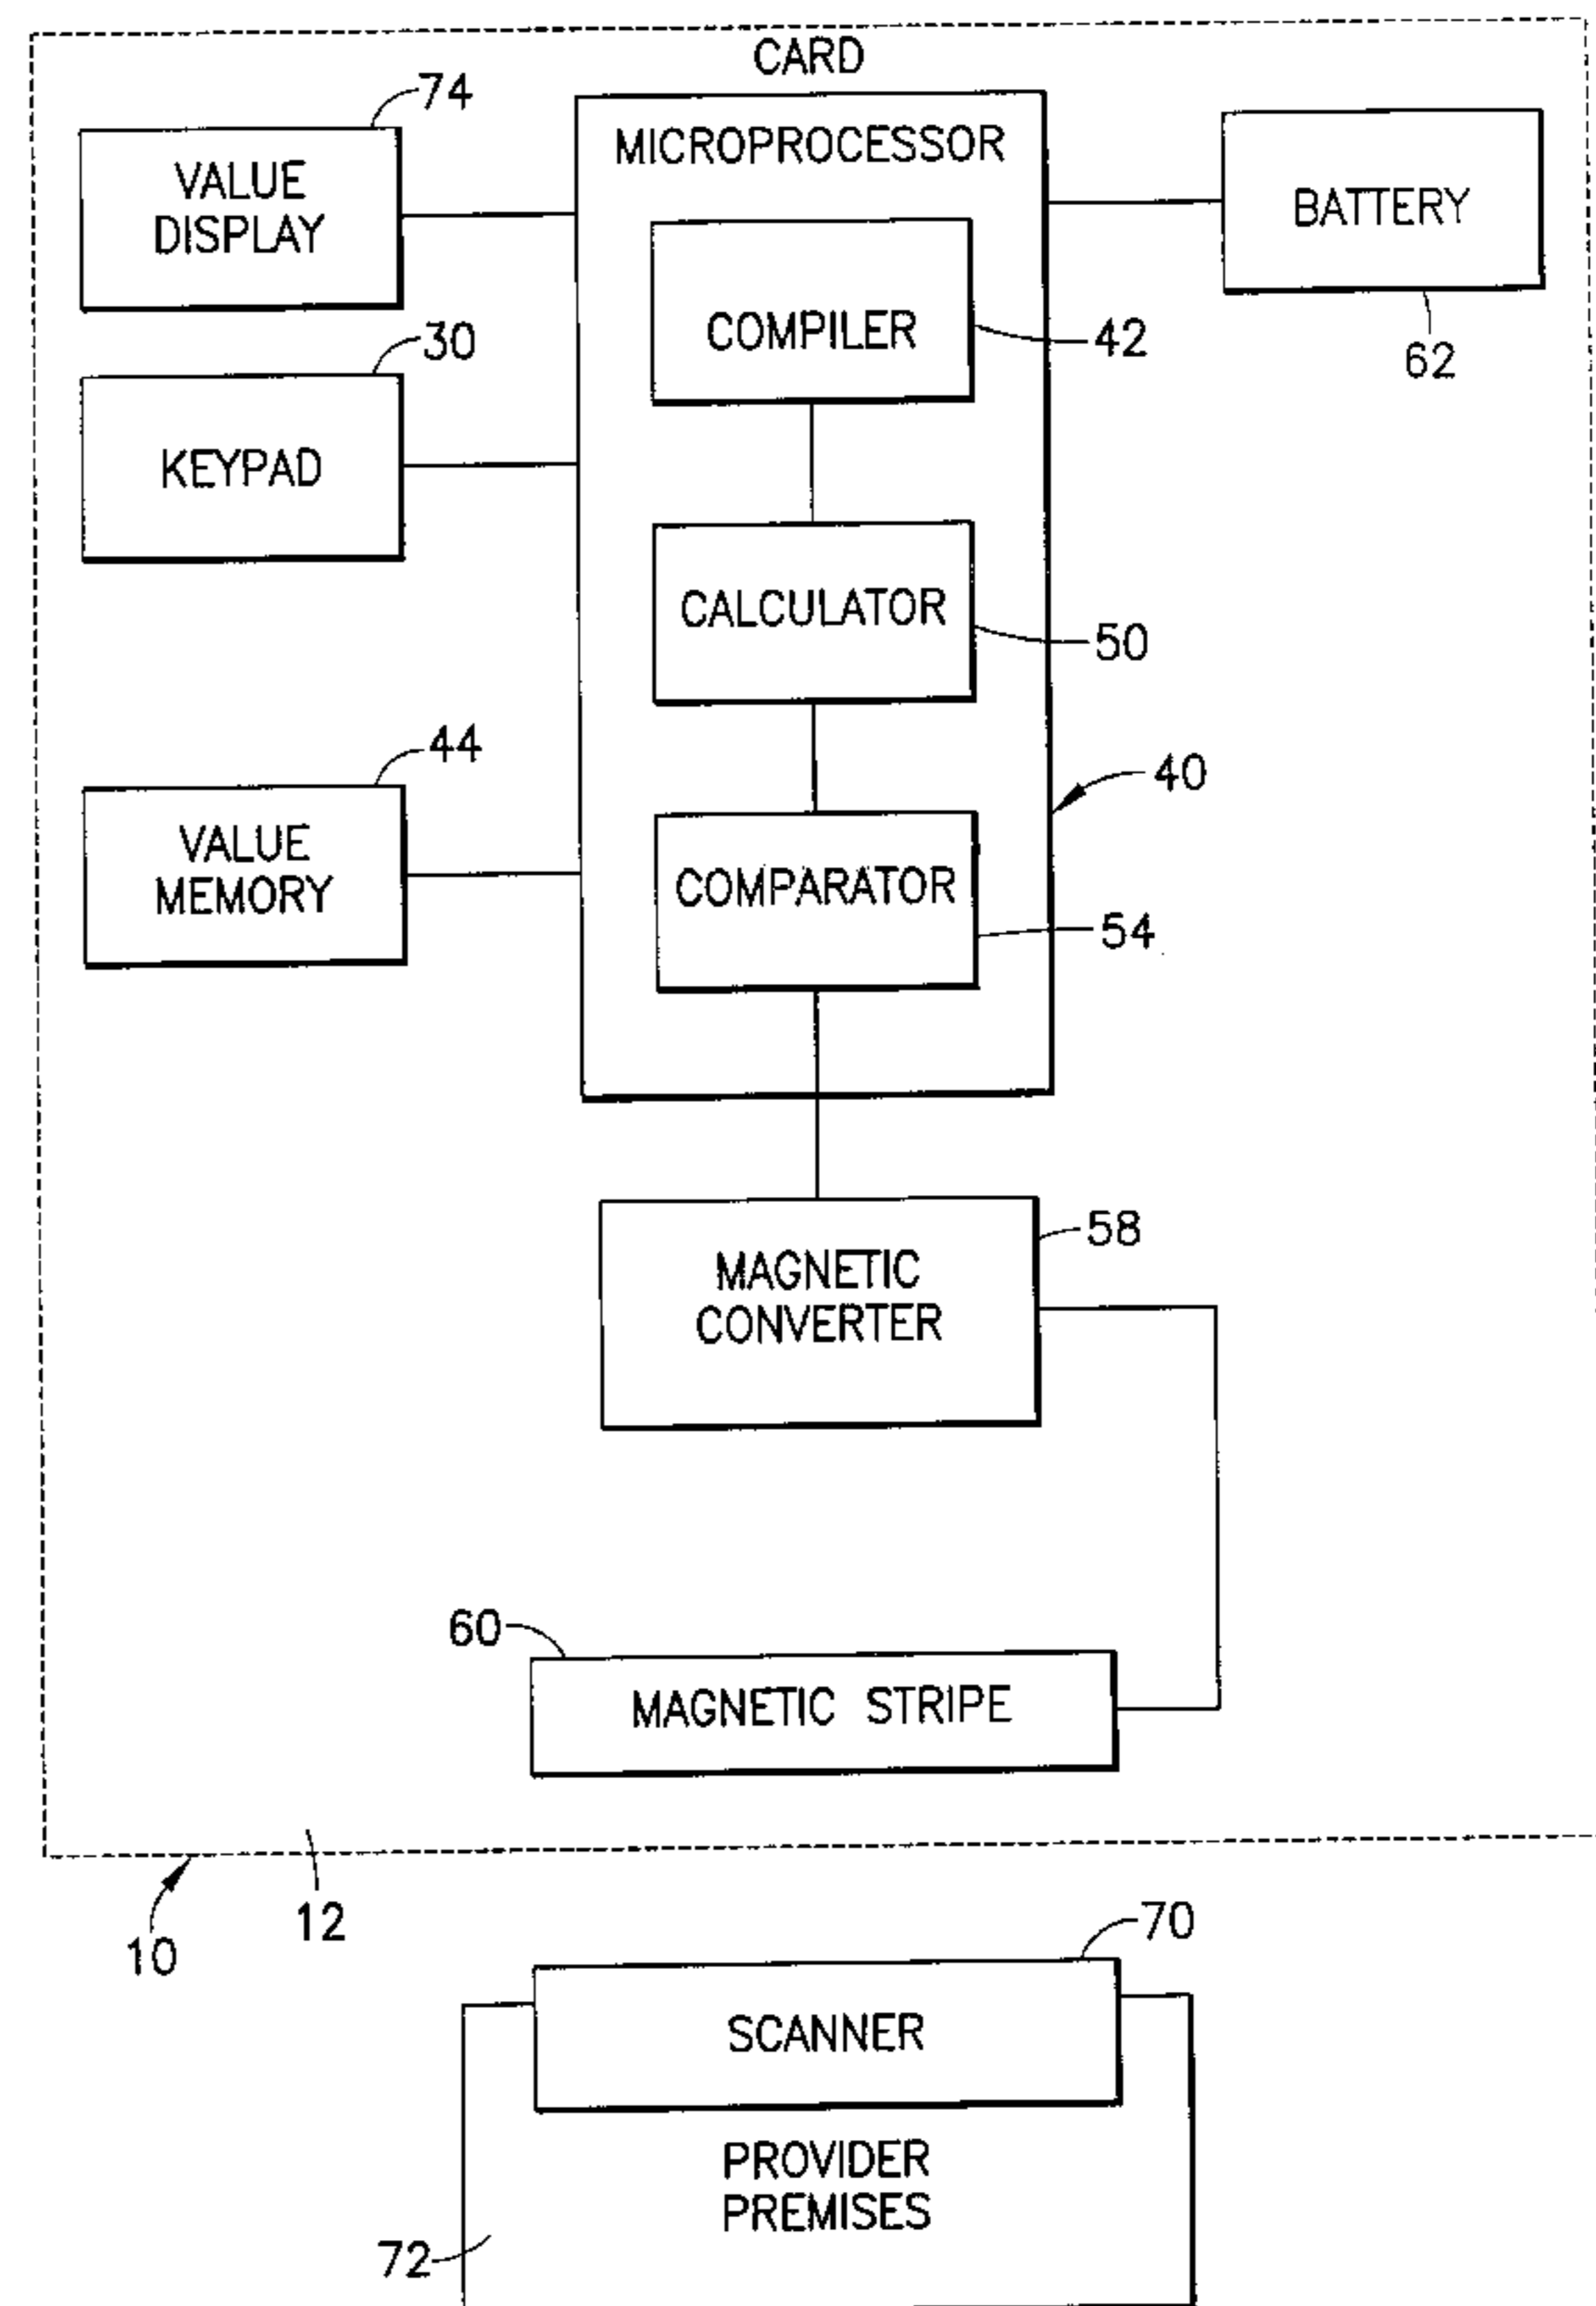 CARD
74
VALUE
DISPLAY
MICROPROCESSOR
BATTERY
62
COMPILER
42
30
KEYPAD
CALCULATOR
50
44
VALUE
MEMORY
40
COMPARATOR
54
MAGNETIC
CONVERTER
58
60
MAGNETIC STRIPE
10
12
70
SCANNER
PROVIDER
PREMISES
72